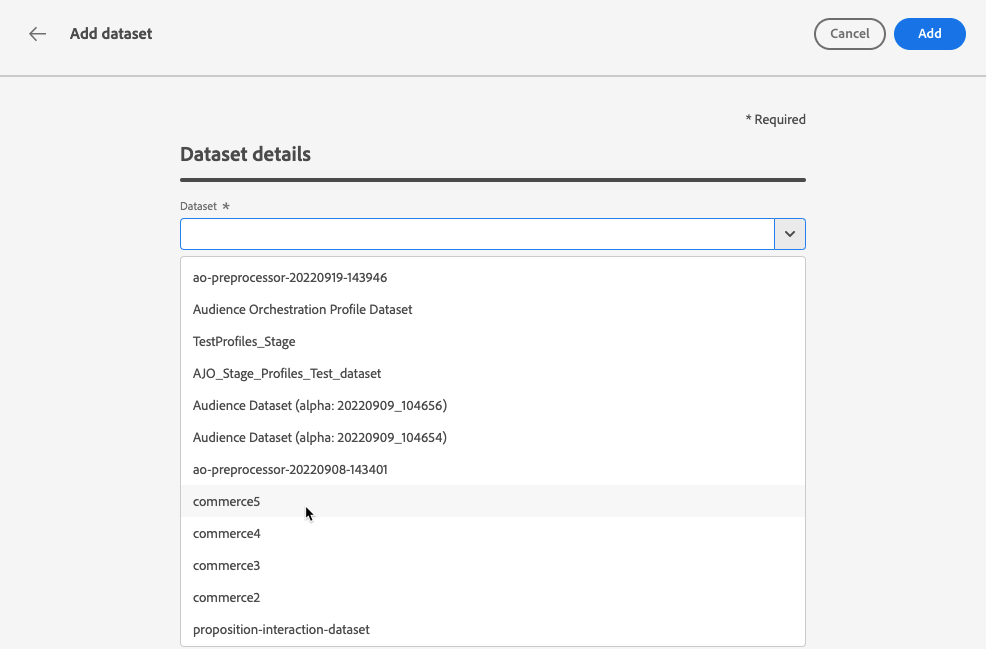 Add dataset
Cancel
Add
* Required
Dataset details
Dataset *
ao-preprocessor-20220919-143946
Audience Orchestration Profile Dataset
TestProfiles_Stage
AJO_Stage_Profiles_Test_dataset
Audience Dataset (alpha: 20220909_104656)
Audience Dataset (alpha: 20220909_104654)
ao-preprocessor-20220908-143401
commerce5
commerce4
commerce3
commerce2
proposition-interaction-dataset